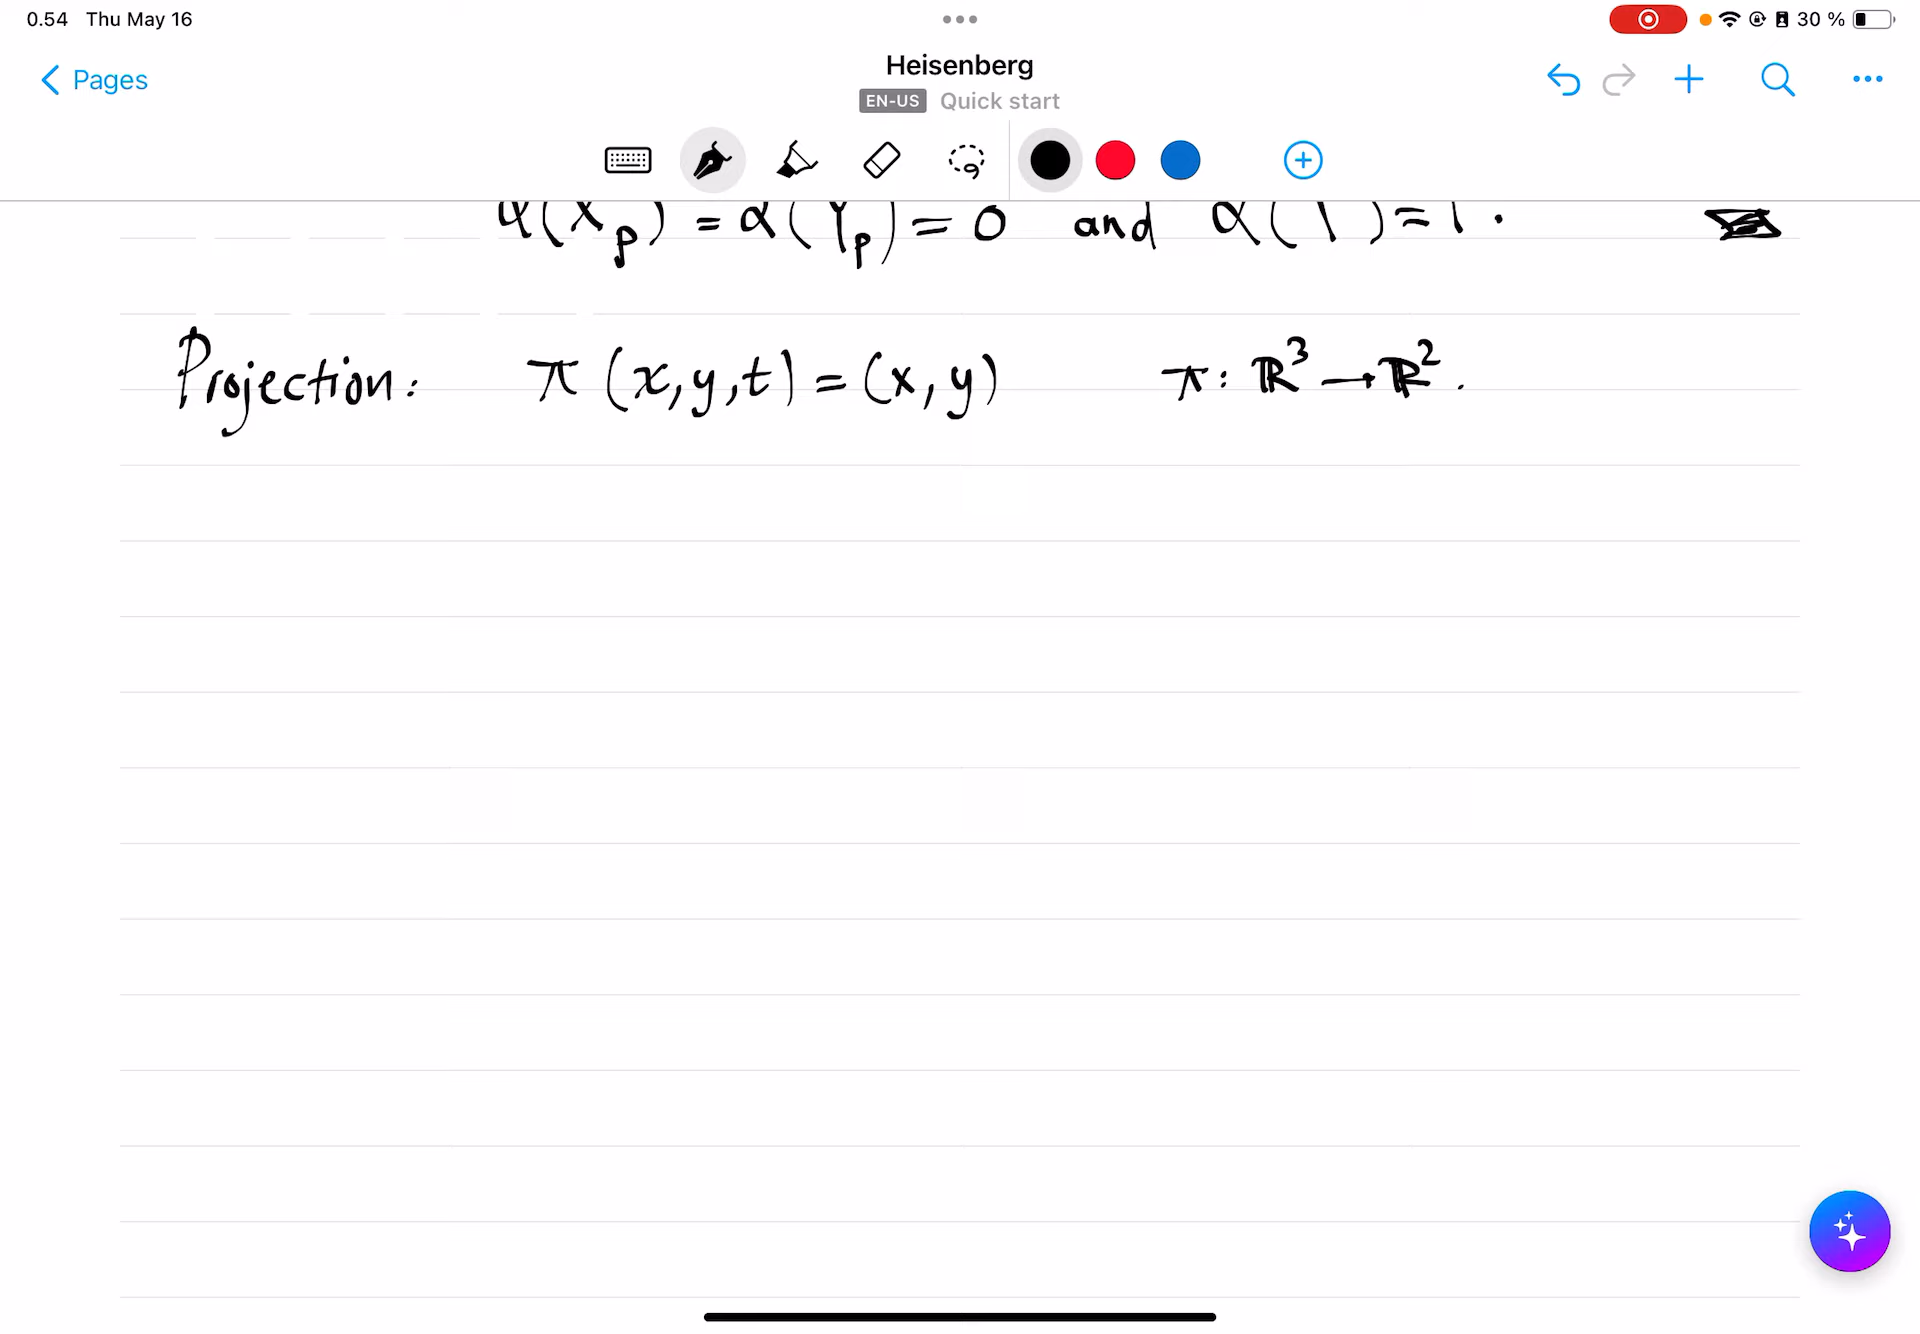 0.54 Thu May 16
30 %
Pages
Heisenberg
EN-US Quick start
α(X_p) = α(Y_p) = 0 and α(T) = 1.
Projection: π(x,y,t) = (x,y) π: ℝ³→ℝ².